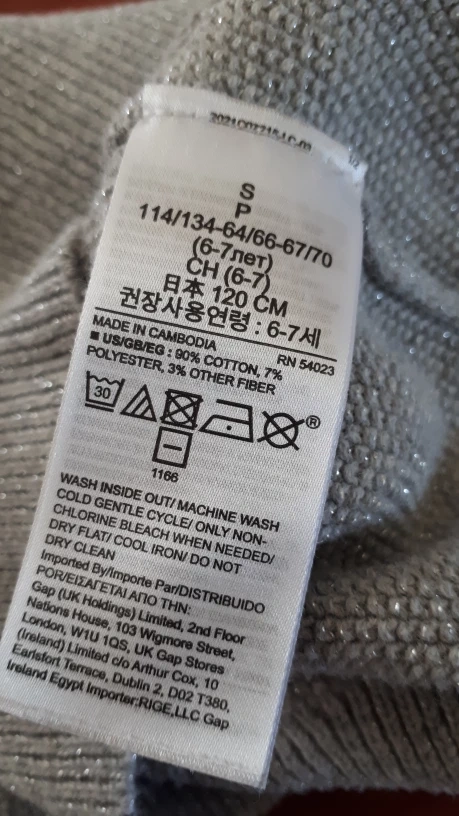 S
P
114/134-64/66-67/70
(6-7лет)
CH (6-7)
日本 120 CM
권장사용연령 : 6-7세
MADE IN CAMBODIA RN 54023
■ US/GB/EG : 90% COTTON, 7%
POLYESTER, 3% OTHER FIBER
30
®
1166
WASH INSIDE OUT/ MACHINE WASH
COLD GENTLE CYCLE/ ONLY NON-
CHLORINE BLEACH WHEN NEEDED/
DRY FLAT/ COOL IRON/ DO NOT
DRY CLEAN
Imported By/Importe Par/DISTRIBUIDO
POR/ΕΙΣΑΓΕΤΑΙ ΑΠΟ ΤΗΝ:
Gap (UK Holdings) Limited, 2nd Floor
Nations House, 103 Wigmore Street,
London, W1U 1QS, UK Gap Stores
(Ireland) Limited c/o Arthur Cox, 10
Earlsfort Terrace, Dublin 2, D02 T380,
Ireland Egypt Importer:RIGE,LLC Gap